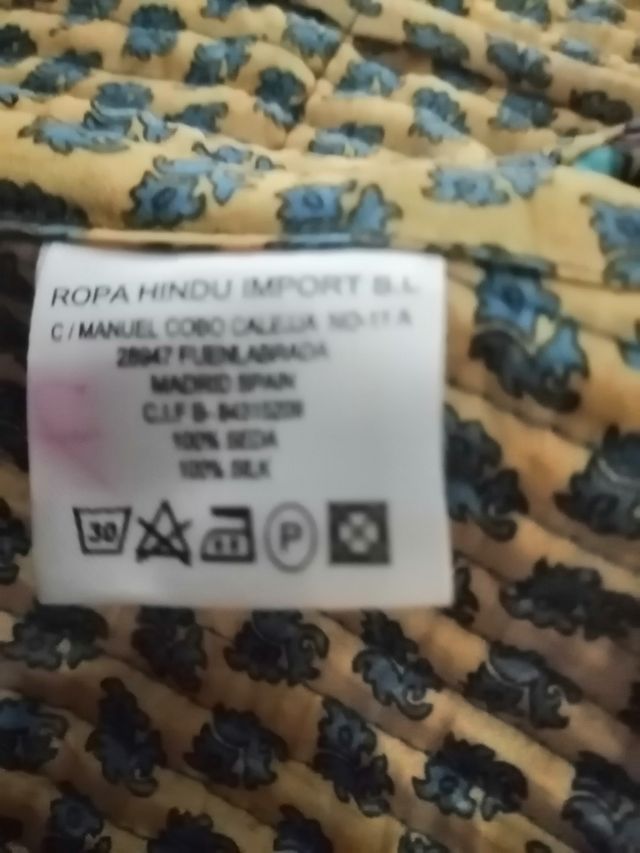 ROPA HINDU IMPORT S.L
C / MANUEL COBO CALLEJA NO-11 A
28947 FUENLABRADA
MADRID SPAIN
C.I.F B-
100% SEDA
100% SILK
30 P